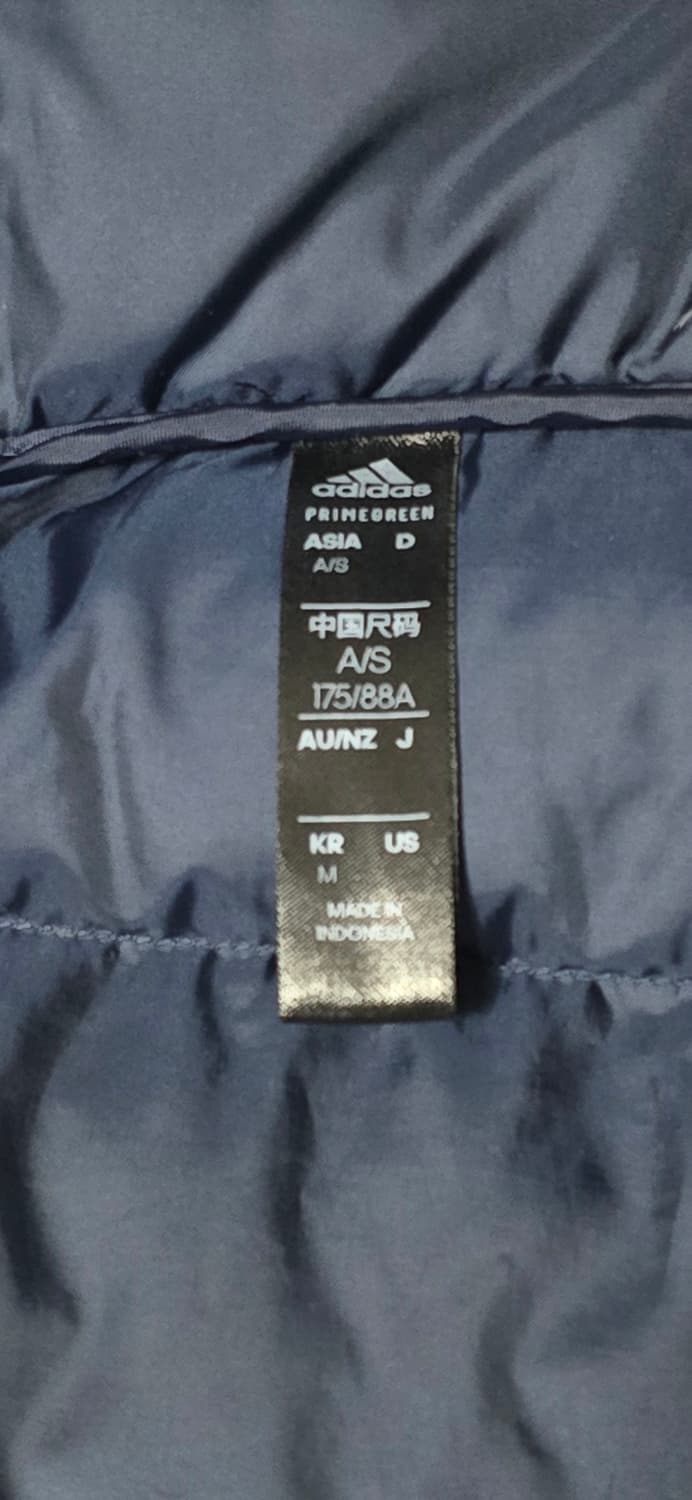 adidas
PRIMEGREEN
ASIA D
A/S
中国尺码
A/S
175/88A
AU/NZ J
KR US
M
MADE IN
INDONESIA